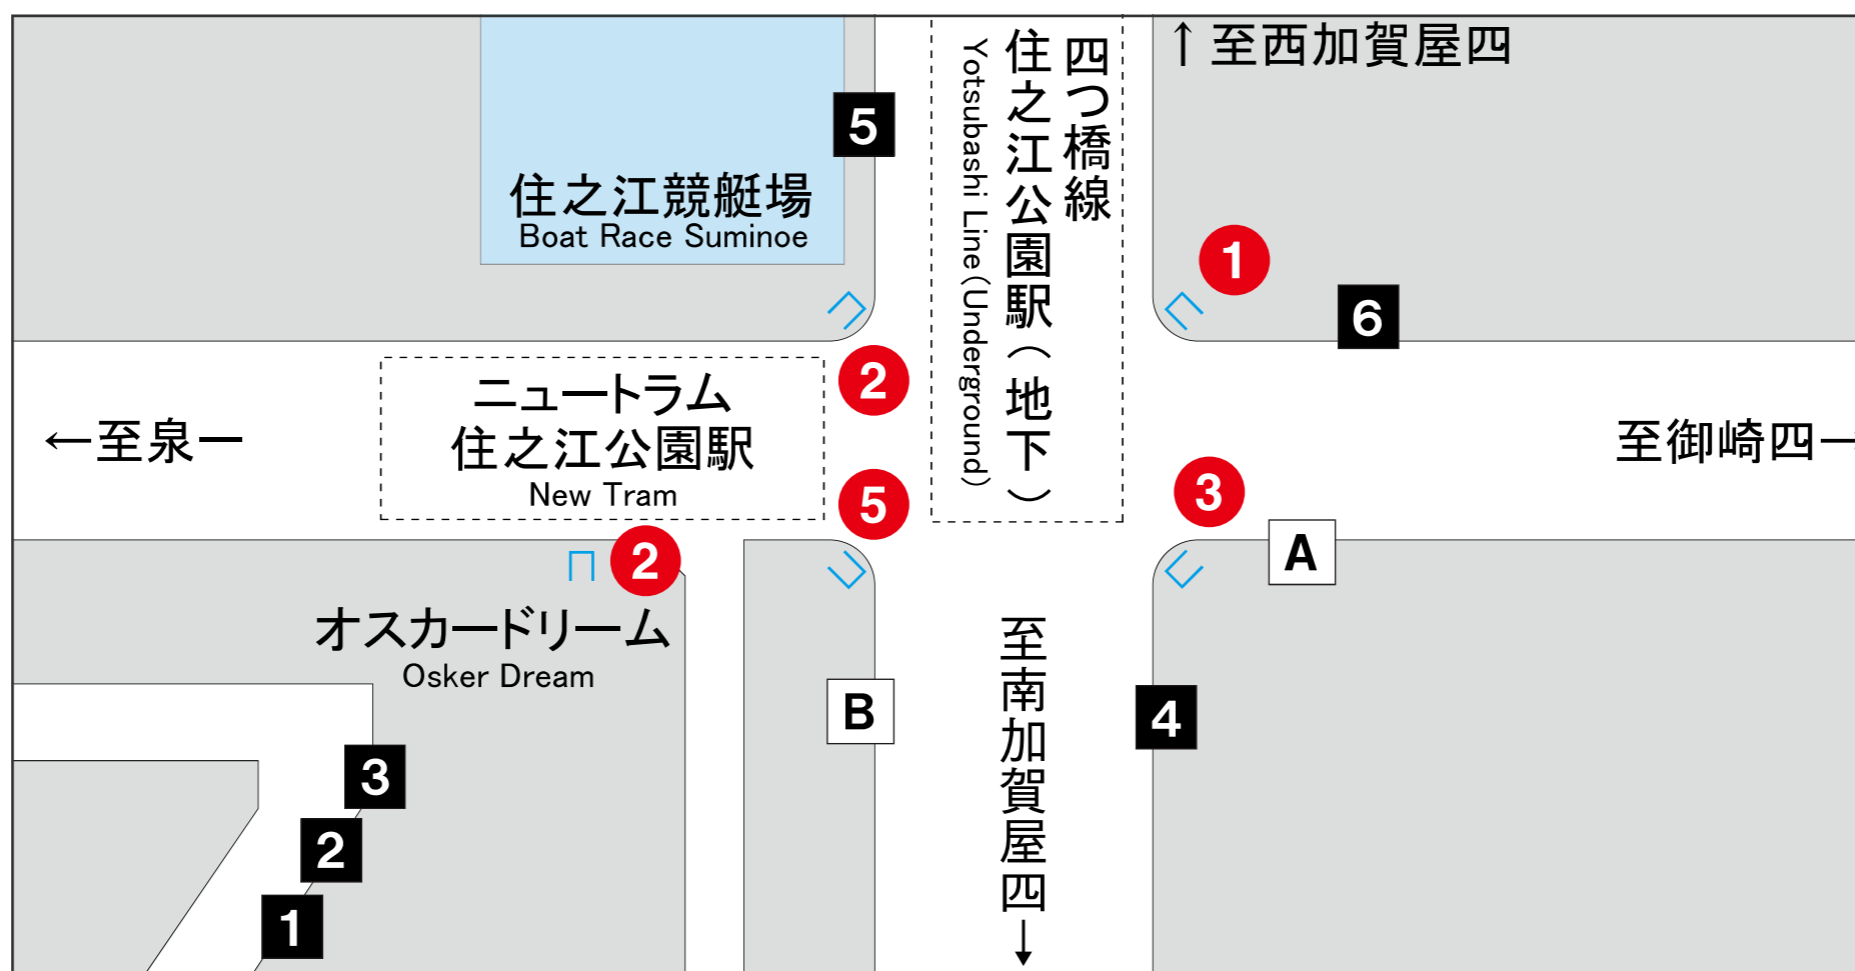 ↑至西加賀屋四
四つ橋線
住之江公園駅（地下）
Yotsubashi Line(Underground)
5
住之江競艇場
Boat Race Suminoe
1
6
2
ニュートラム
住之江公園駅
New Tram
←至泉一
至御崎四→
5
3
A
2
オスカードリーム
Osker Dream
至南加賀屋四→
B
4
3
2
1